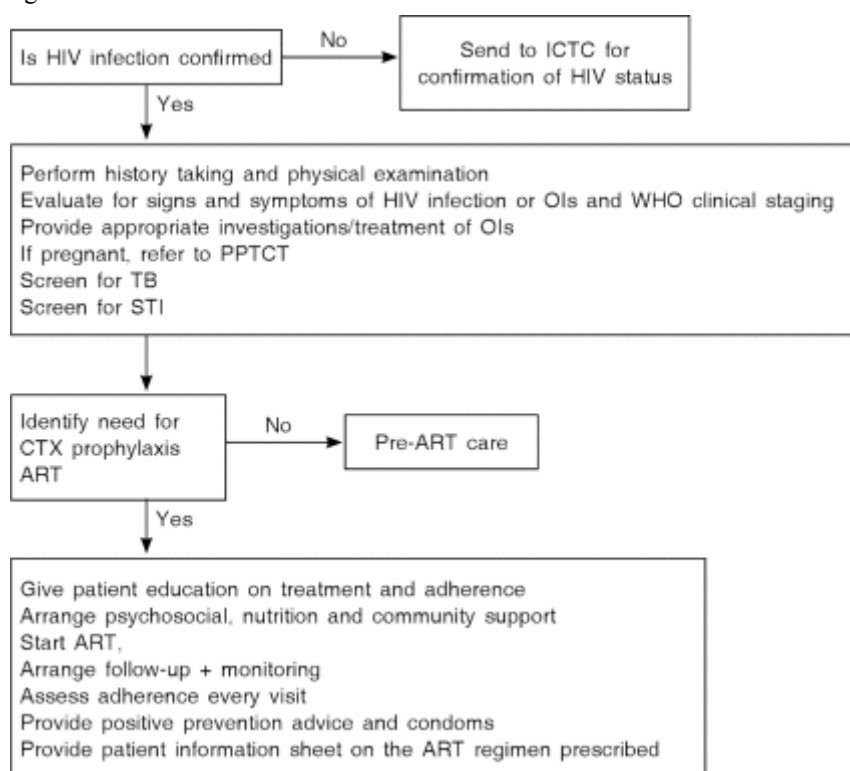 Is HIV infection confirmed
No
Send to ICTC for
confirmation of HIV status
Yes
Perform history taking and physical examination
Evaluate for signs and symptoms of HIV infection or OIs and WHO clinical staging
Provide appropriate investigations/treatment of OIs
If pregnant, refer to PPTCT
Screen for TB
Screen for STI
Identify need for
CTX prophylaxis
ART
No
Pre-ART care
Yes
Give patient education on treatment and adherence
Arrange psychosocial, nutrition and community support
Start ART,
Arrange follow-up + monitoring
Assess adherence every visit
Provide positive prevention advice and condoms
Provide patient information sheet on the ART regimen prescribed